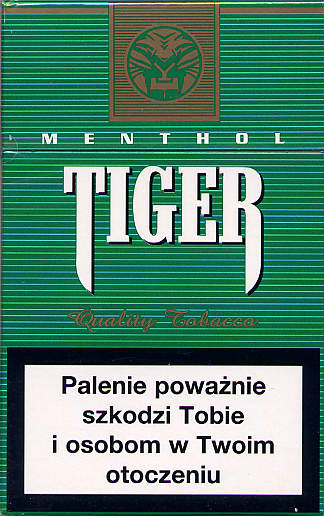 MENTHOL
TIGER
Quality Tobacco
Palenie poważnie
szkodzi Tobie
i osobom w Twoim
otoczeniu